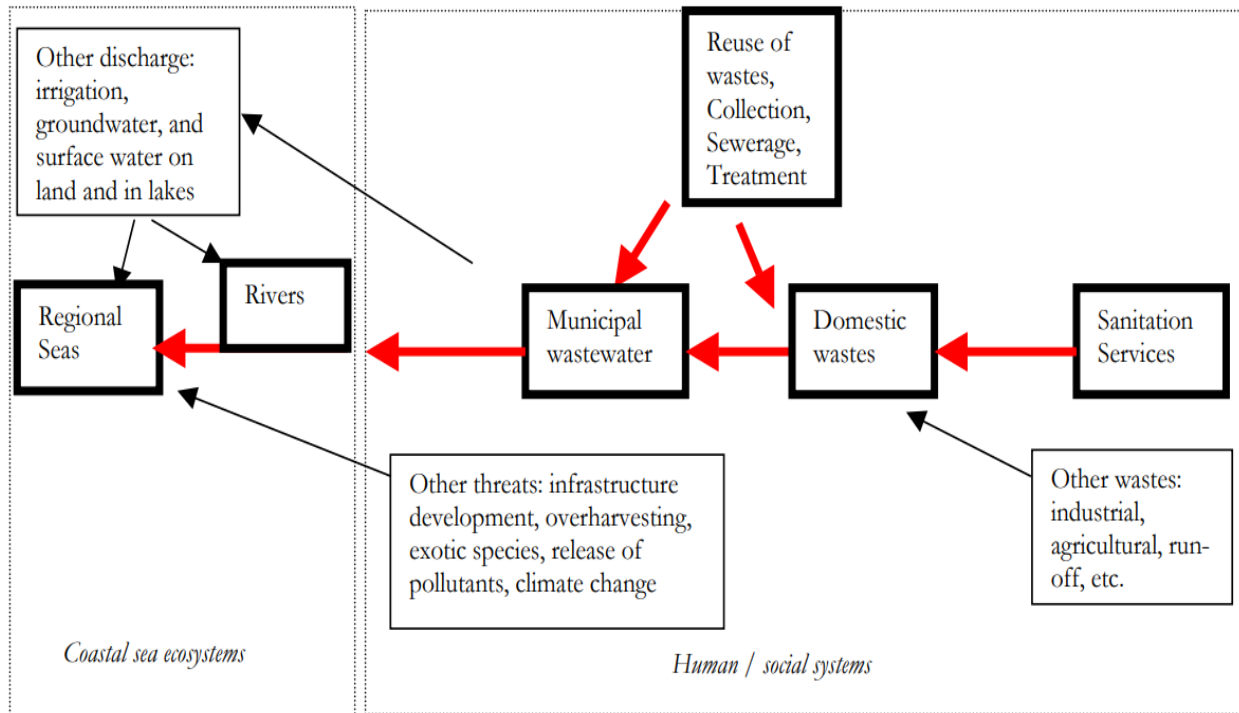 Other discharge:
irrigation,
groundwater, and
surface water on
land and in lakes
Reuse of
wastes,
Collection,
Sewerage,
Treatment
Regional
Seas
Rivers
Municipal
wastewater
Domestic
wastes
Sanitation
Services
Other threats: infrastructure
development, overharvesting,
exotic species, release of
pollutants, climate change
Other wastes:
industrial,
agricultural, run-
off, etc.
Coastal sea ecosystems
Human / social systems